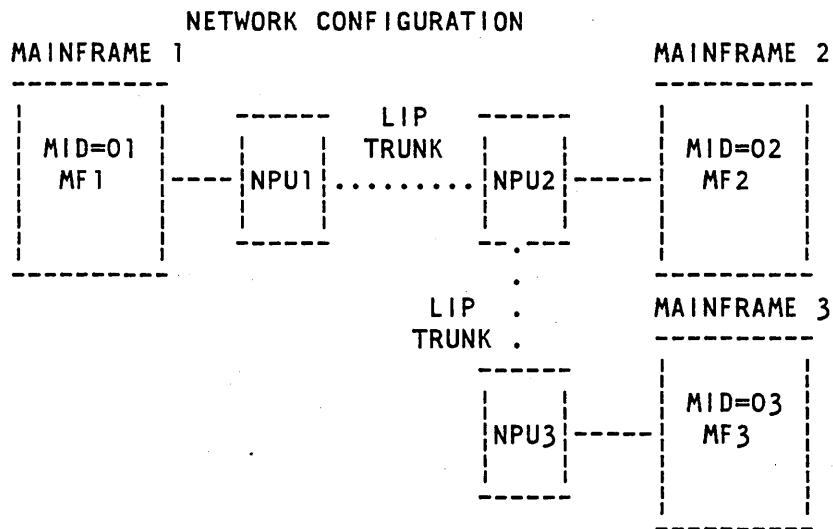 NETWORK CONFIGURATION
MAINFRAME 1
MAINFRAME 2
LIP
TRUNK
MID=01
MF1
NPU1
NPU2
MID=02
MF2
LIP
TRUNK
MAINFRAME 3
NPU3
MID=03
MF3